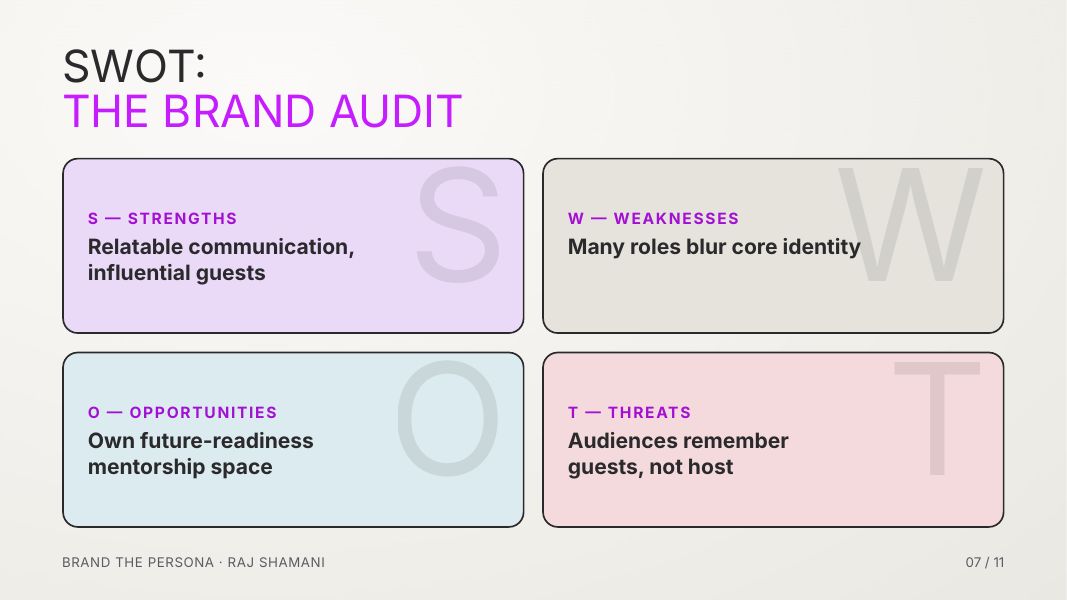 SWOT:
THE BRAND AUDIT
S
S — STRENGTHS
Relatable communication,
influential guests
W
W — WEAKNESSES
Many roles blur core identity
O
O — OPPORTUNITIES
Own future-readiness
mentorship space
T
T — THREATS
Audiences remember
guests, not host
BRAND THE PERSONA · RAJ SHAMANI
07 / 11